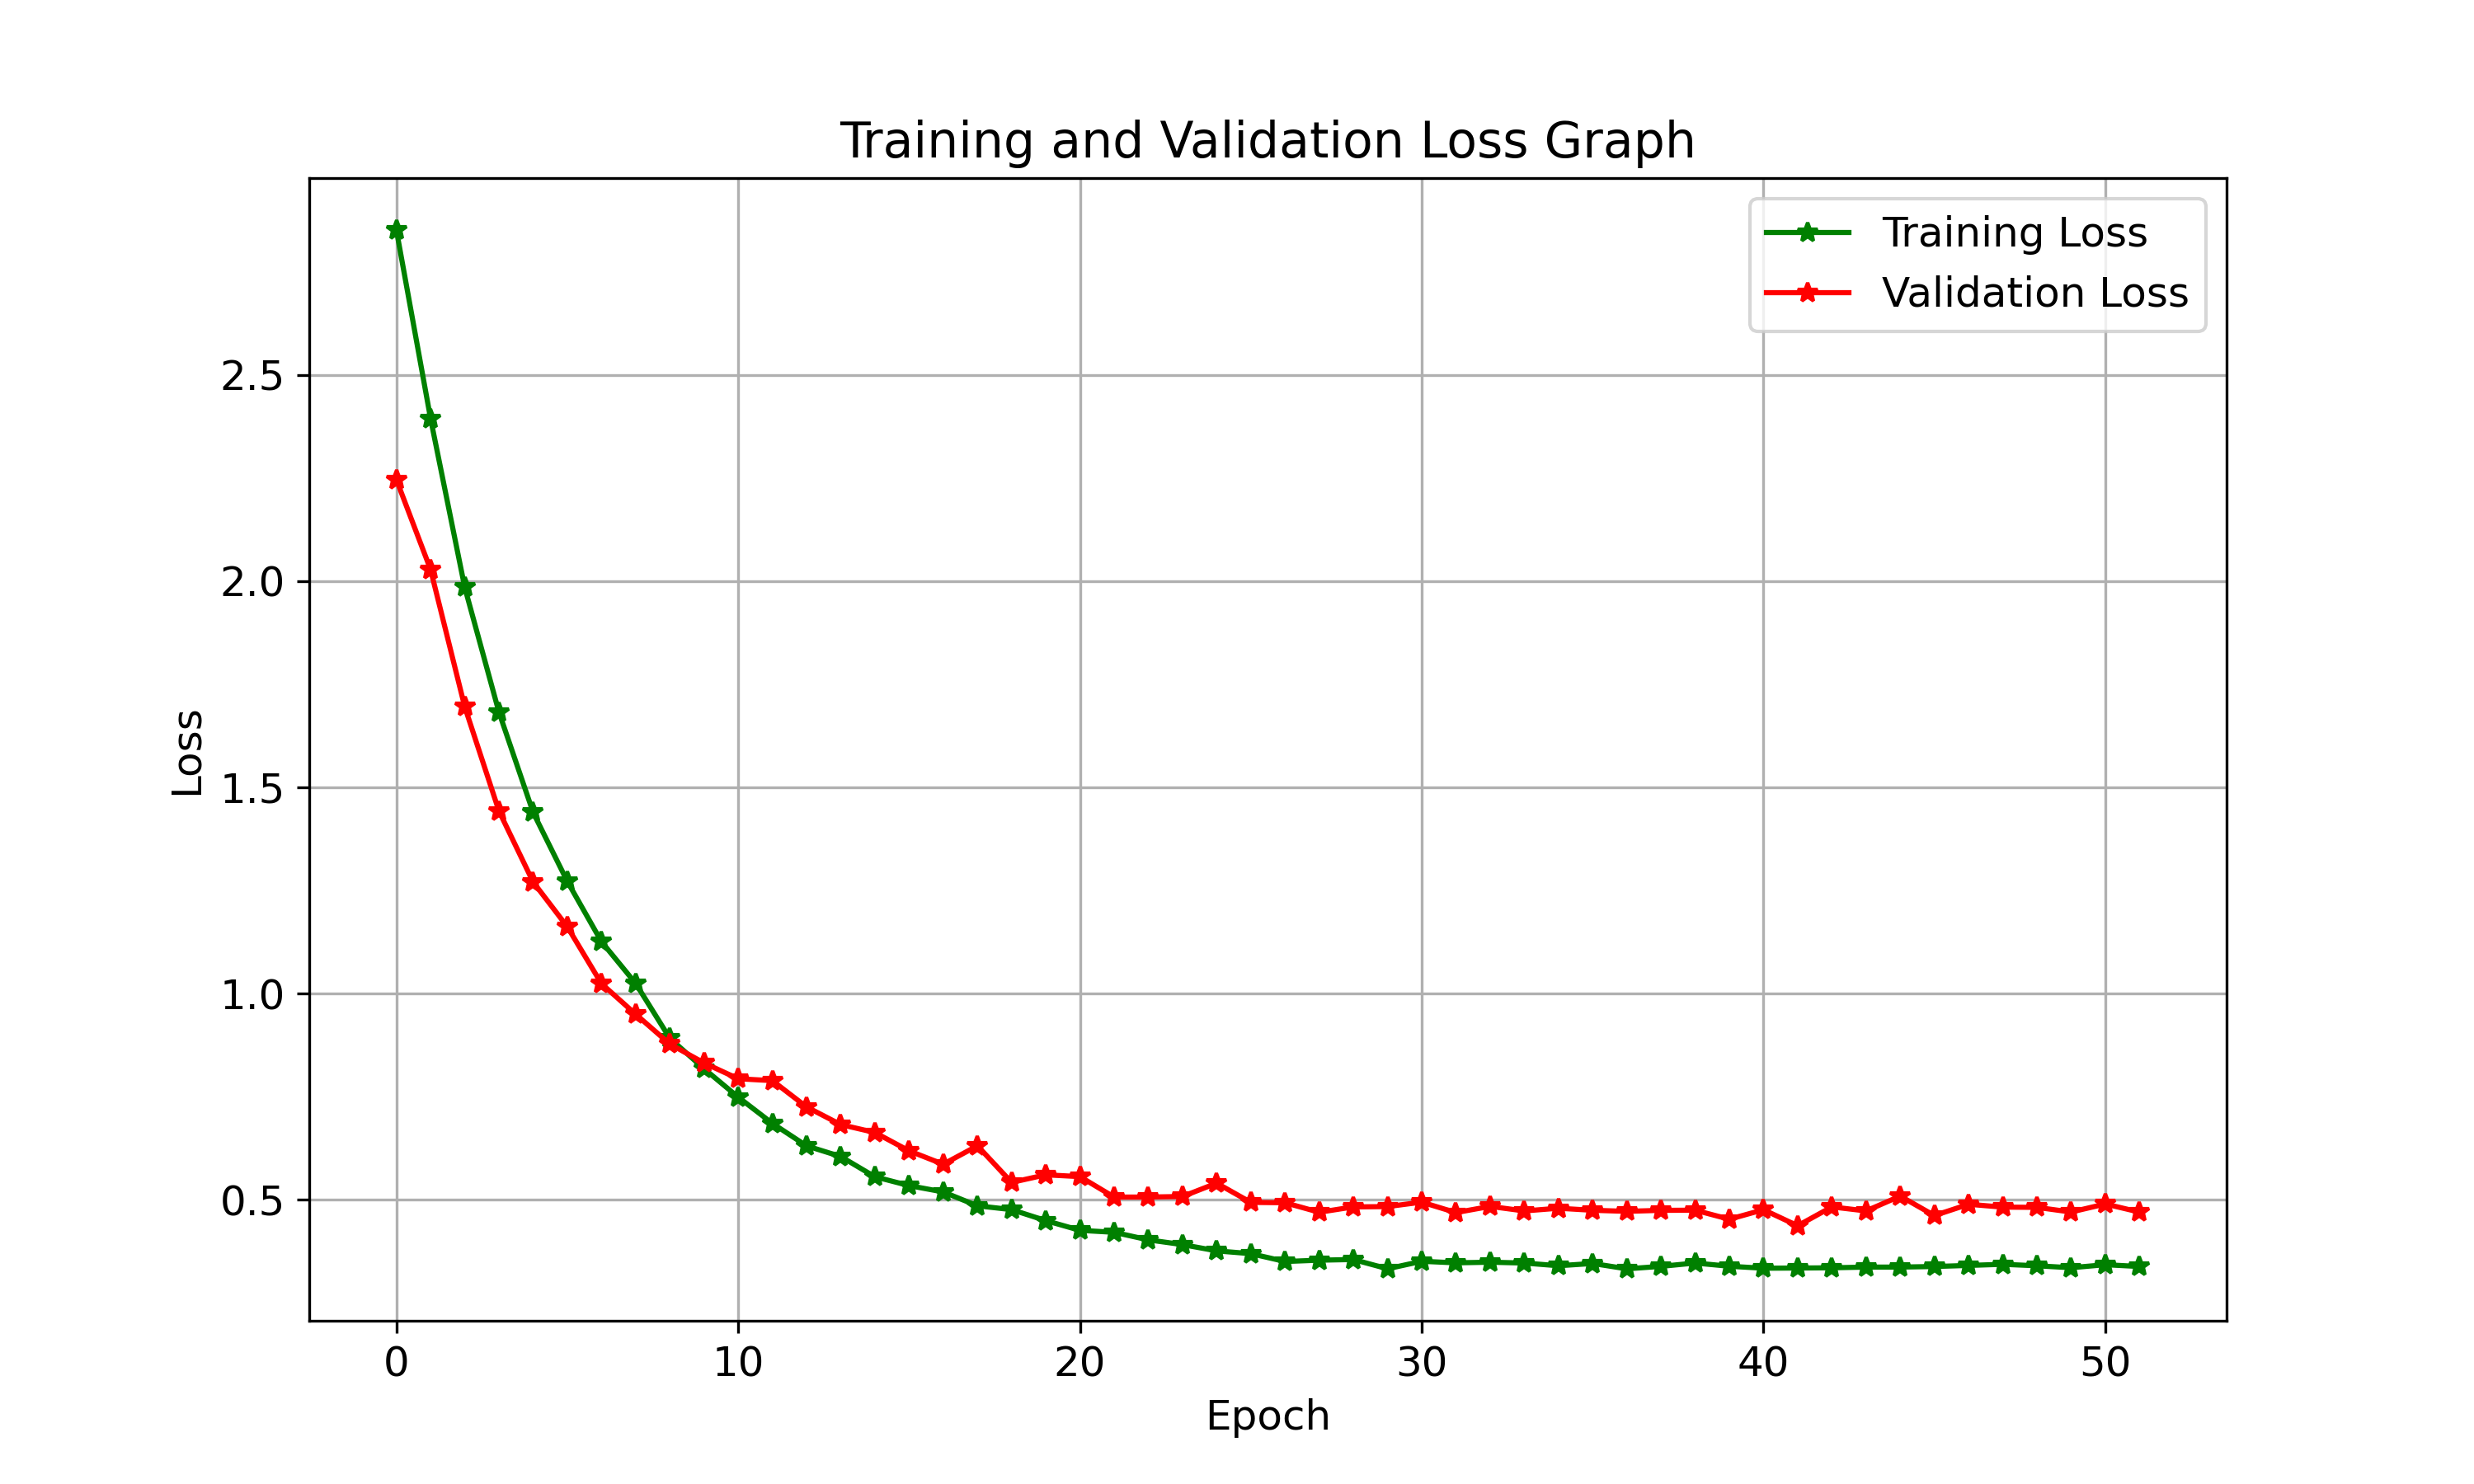 Training and Validation Loss Graph
Training Loss
Validation Loss
2.5
2.0
1.5
1.0
0.5
Loss
0 10 20 30 40 50
Epoch